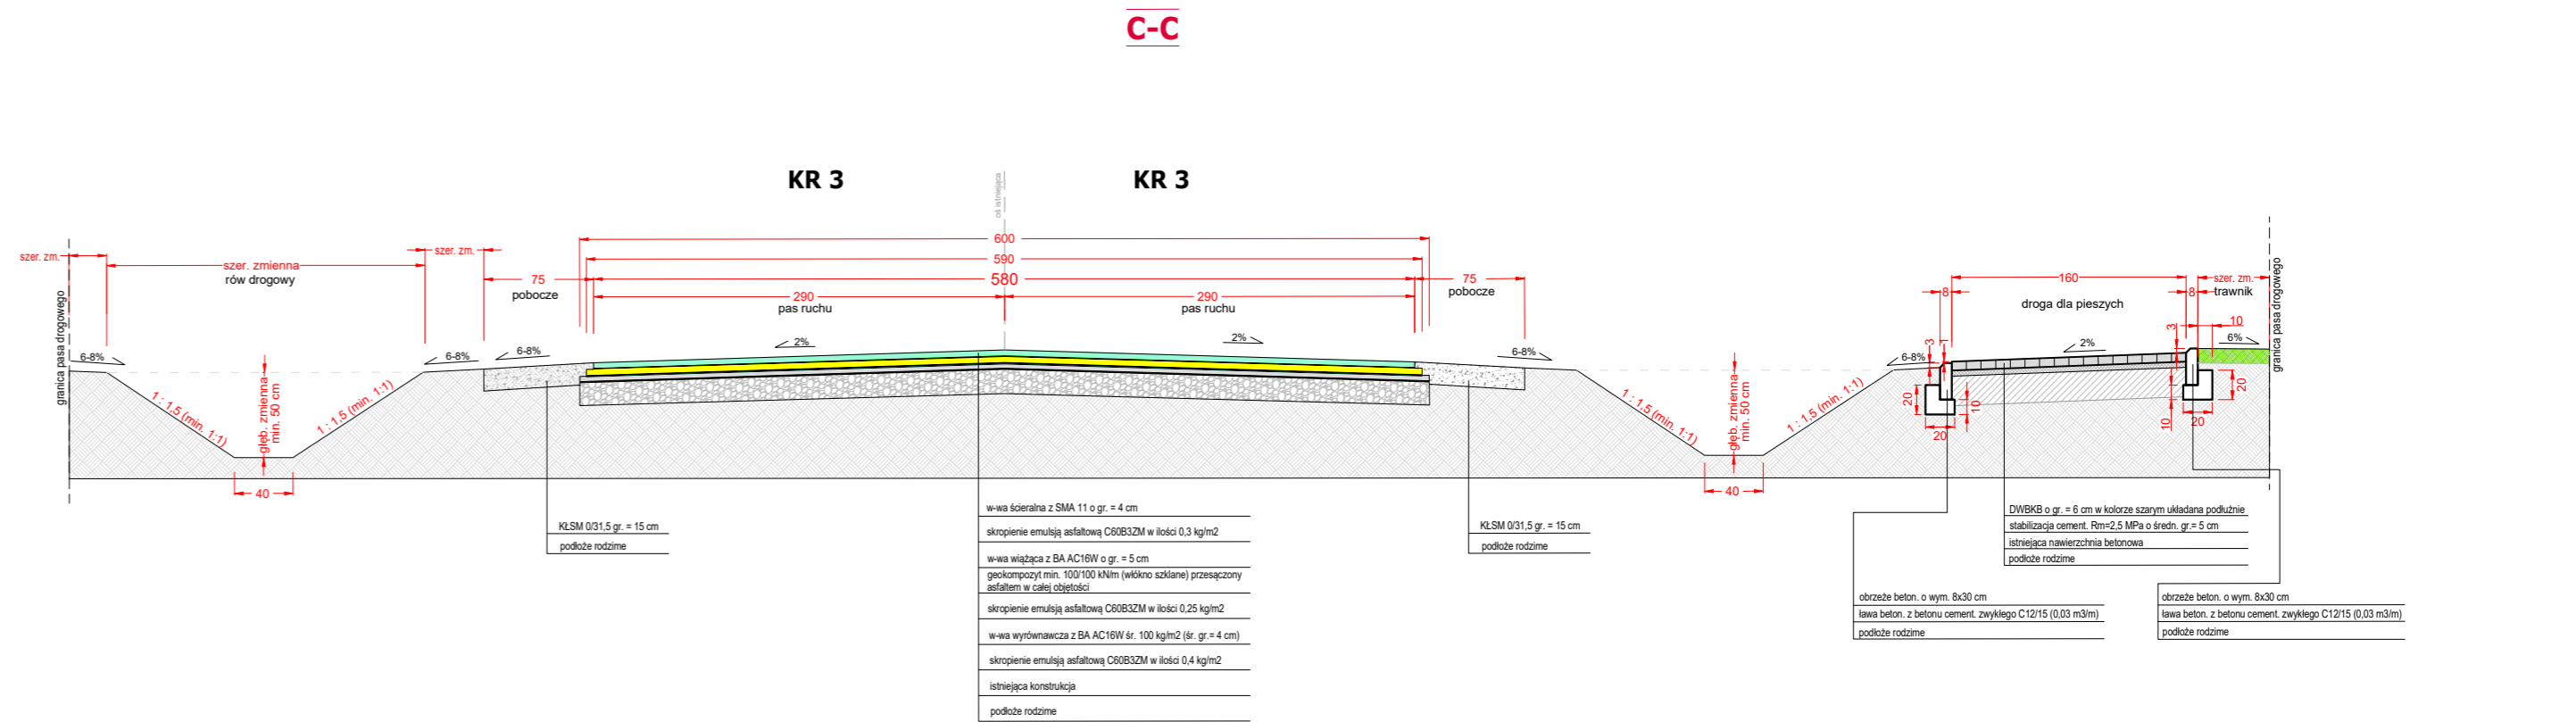 C-C
KR 3
KR 3
oś istniejąca
600
590
580
290
290
pas ruchu
pas ruchu
szer. zm.
szer. zmienna
rów drogowy
szer. zm.
75
pobocze
75
pobocze
160
droga dla pieszych
8
8
szer. zm.
trawnik
10
granica pasa drogowego
granica pasa drogowego
6-8%
6-8%
6-8%
2%
2%
6-8%
6-8%
2%
6%
3
1
3
1 : 1,5 (min. 1:1)
głęb. zmienna
min. 50 cm
1 : 1,5 (min. 1:1)
40
1 : 1,5 (min. 1:1)
głęb. zmienna
min. 50 cm
1 : 1,5 (min. 1:1)
40
20
10
20
20
10
20
KŁSM 0/31,5 gr. = 15 cm
podłoże rodzime
w-wa ścieralna z SMA 11 o gr. = 4 cm
skropienie emulsją asfaltową C60B3ZM w ilości 0,3 kg/m2
w-wa wiążąca z BA AC16W o gr. = 5 cm
geokompozyt min. 100/100 kN/m (włókno szklane) przesączony
asfaltem w całej objętości
skropienie emulsją asfaltową C60B3ZM w ilości 0,25 kg/m2
w-wa wyrównawcza z BA AC16W śr. 100 kg/m2 (śr. gr.= 4 cm)
skropienie emulsją asfaltową C60B3ZM w ilości 0,4 kg/m2
istniejąca konstrukcja
podłoże rodzime
KŁSM 0/31,5 gr. = 15 cm
podłoże rodzime
DWBKB o gr. = 6 cm w kolorze szarym układana podłużnie
stabilizacja cement. Rm=2,5 MPa o średn. gr.= 5 cm
istniejąca nawierzchnia betonowa
podłoże rodzime
obrzeże beton. o wym. 8x30 cm
ława beton. z betonu cement. zwykłego C12/15 (0,03 m3/m)
podłoże rodzime
obrzeże beton. o wym. 8x30 cm
ława beton. z betonu cement. zwykłego C12/15 (0,03 m3/m)
podłoże rodzime